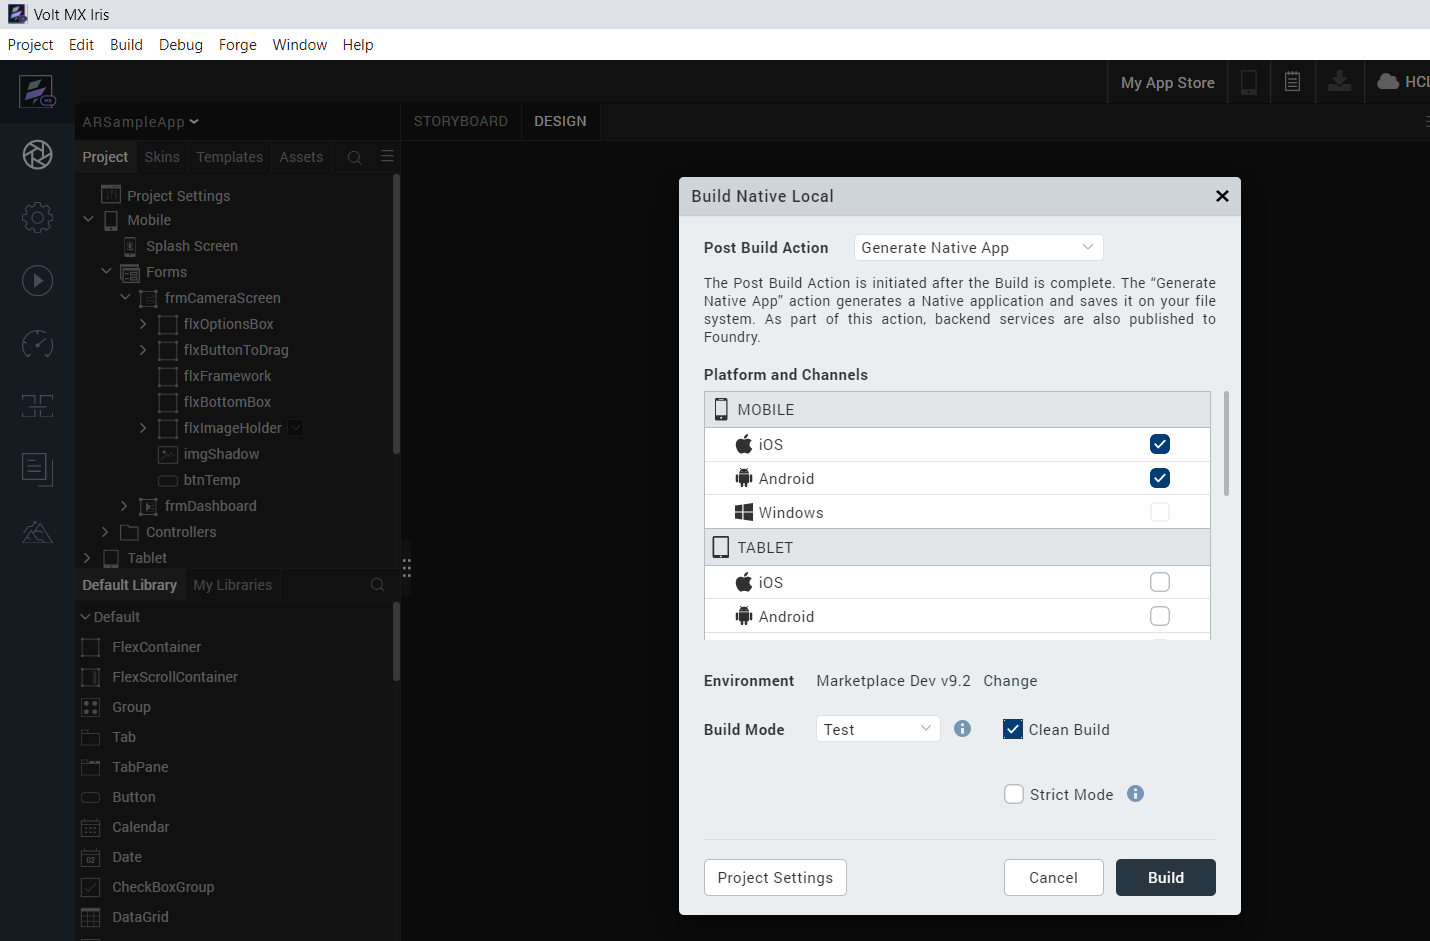 Volt MX Iris
Project Edit Build Debug Forge Window Help
My App Store
HCL
ARSampleApp
STORYBOARD DESIGN
Project Skins Templates Assets
Project Settings
Mobile
Splash Screen
Forms
frmCameraScreen
flxOptionsBox
flxButtonToDrag
flxFramework
flxBottomBox
flxImageHolder
imgShadow
btnTemp
frmDashboard
Controllers
Tablet
Default Library My Libraries
Default
FlexContainer
FlexScrollContainer
Group
Tab
TabPane
Button
Calendar
02 Date
CheckBoxGroup
DataGrid
Build Native Local
Post Build Action Generate Native App
The Post Build Action is initiated after the Build is complete. The “Generate
Native App” action generates a Native application and saves it on your file
system. As part of this action, backend services are also published to
Foundry.
Platform and Channels
MOBILE
iOS
Android
Windows
TABLET
iOS
Android
Environment Marketplace Dev v9.2 Change
Build Mode Test Clean Build
Strict Mode
Project Settings Cancel Build